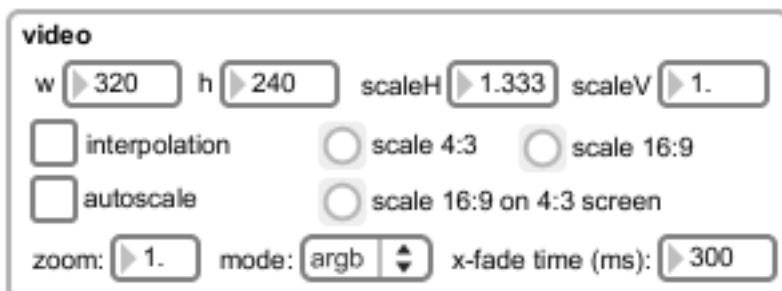 video
w 320 h 240 scaleH 1.333 scaleV 1.
interpolation scale 4:3 scale 16:9
autoscale scale 16:9 on 4:3 screen
zoom: 1. mode: argb x-fade time (ms): 300